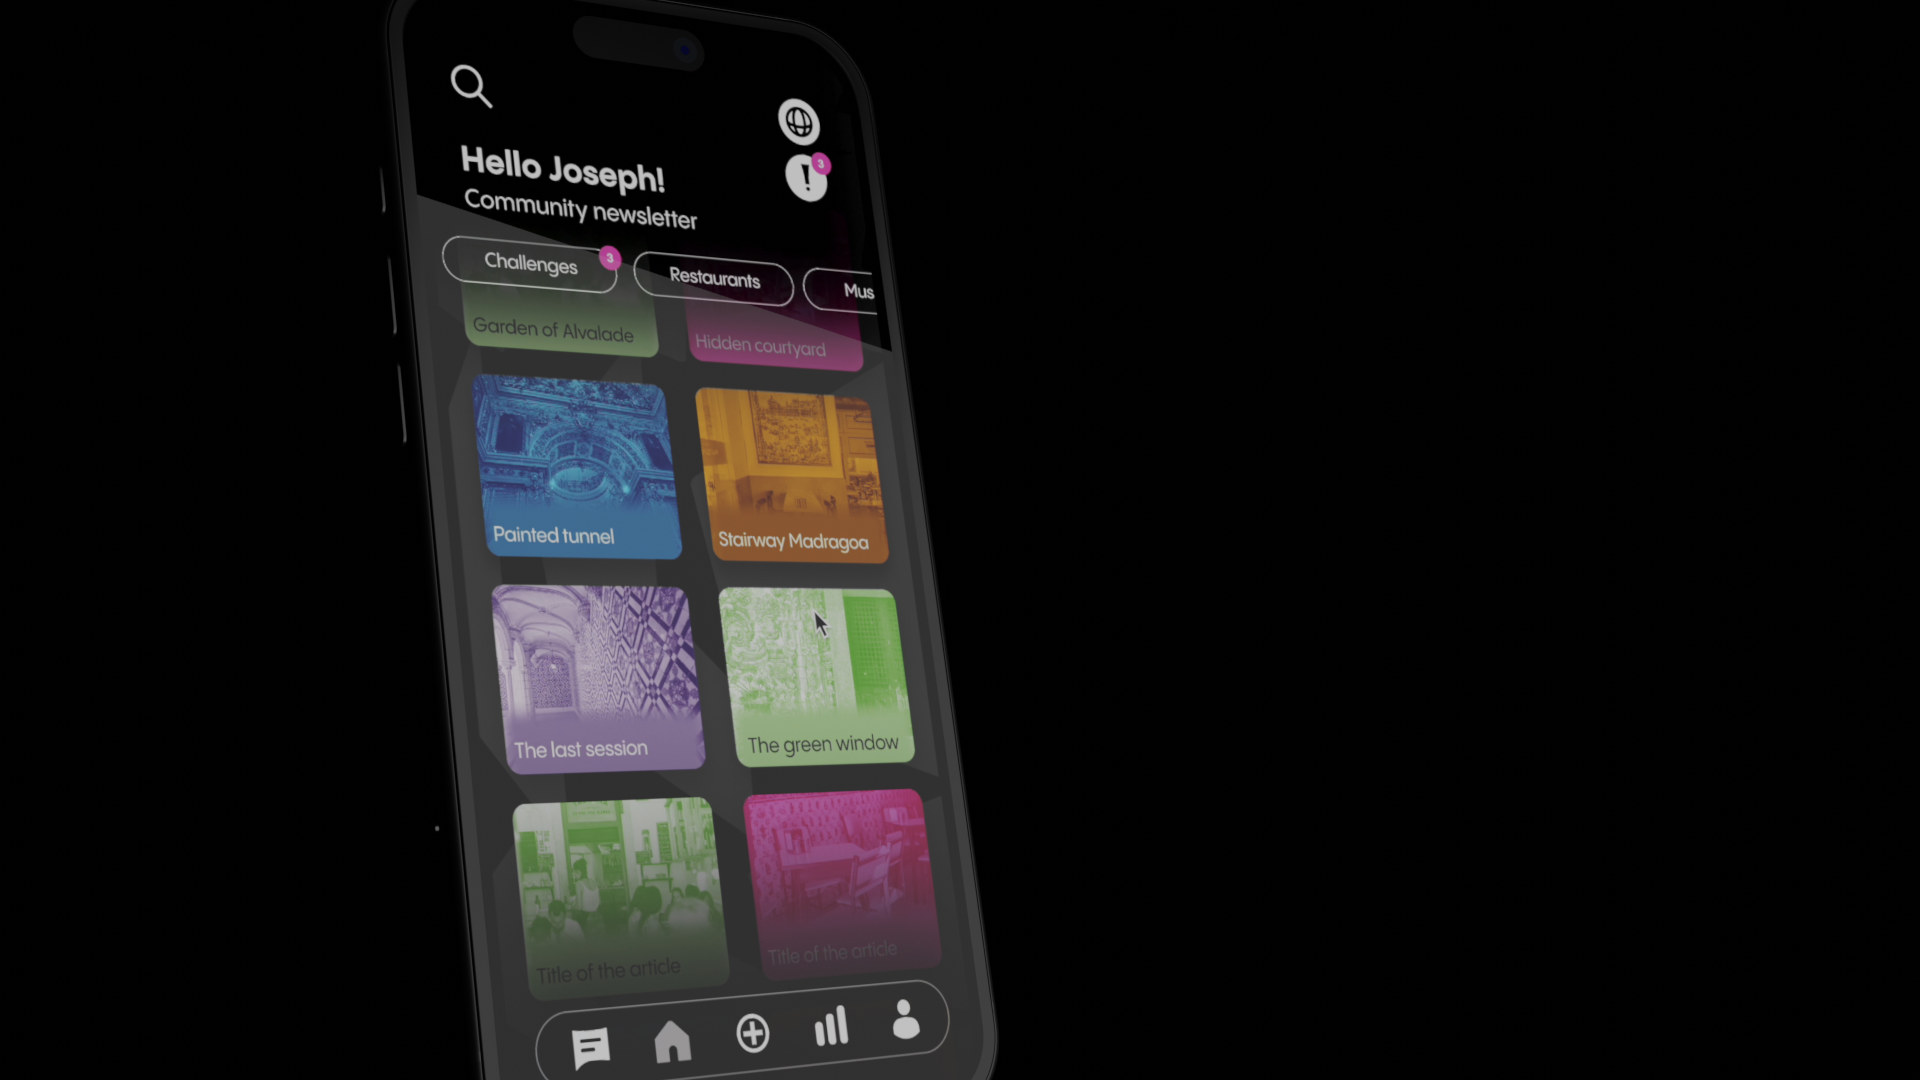 Hello Joseph!
3
Community newsletter
Challenges
3
Restaurants
Mus
Garden of Alvalade
Hidden courtyard
Painted tunnel
Stairway Madragoa
The last session
The green window
Title of the article
Title of the article